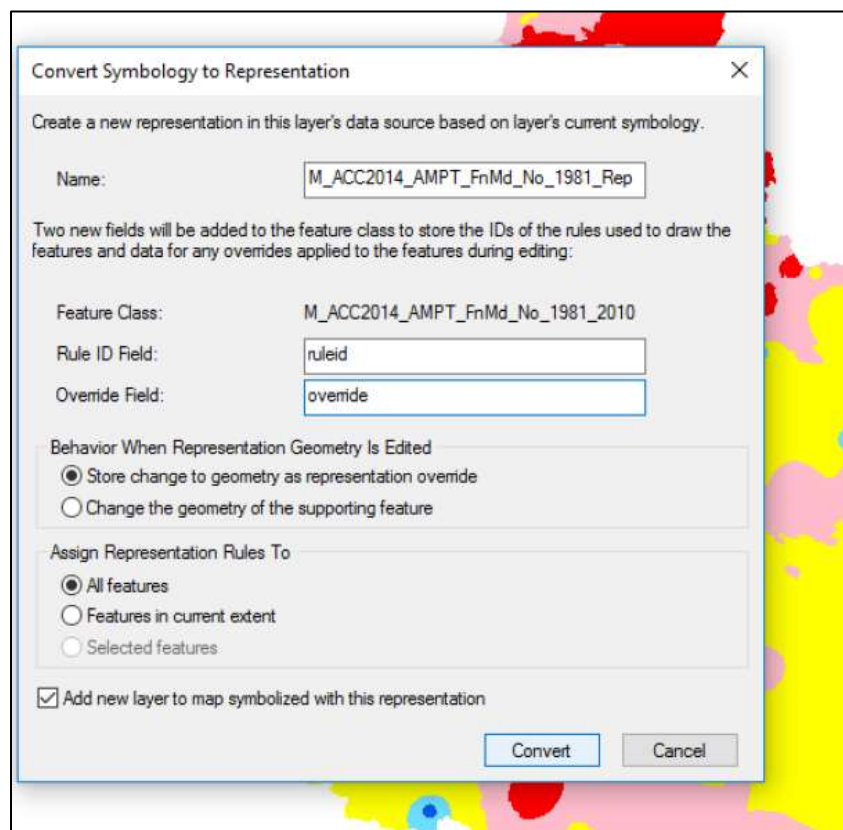 Convert Symbology to Representation
Create a new representation in this layer's data source based on layer's current symbology.
Name: M_ACC2014_AMPT_FnMd_No_1981_Rep
Two new fields will be added to the feature class to store the IDs of the rules used to draw the
features and data for any overrides applied to the features during editing:
Feature Class: M_ACC2014_AMPT_FnMd_No_1981_2010
Rule ID Field: ruleid
Override Field: override
Behavior When Representation Geometry Is Edited
Store change to geometry as representation override
Change the geometry of the supporting feature
Assign Representation Rules To
All features
Features in current extent
Selected features
Add new layer to map symbolized with this representation
Convert Cancel